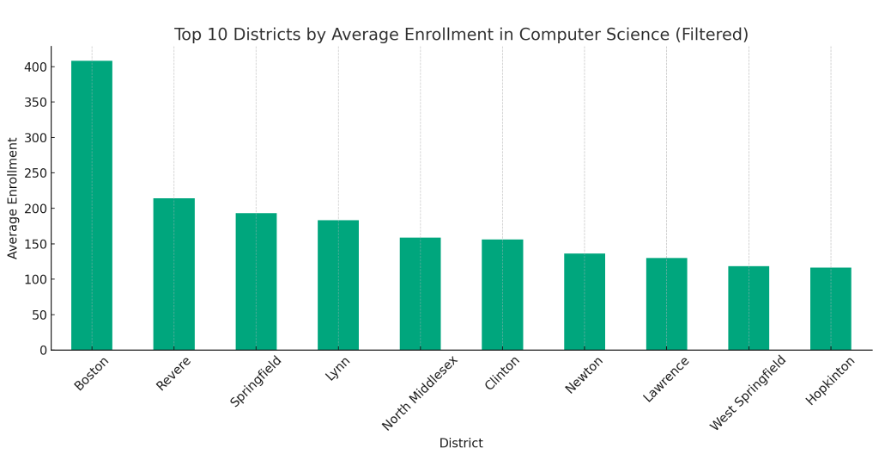 Top 10 Districts by Average Enrollment in Computer Science (Filtered)
Average Enrollment
400
350
300
250
200
150
100
50
0
Boston
Revere
Springfield
Lynn
North Middlesex
Clinton
Newton
Lawrence
West Springfield
Hopkinton
District